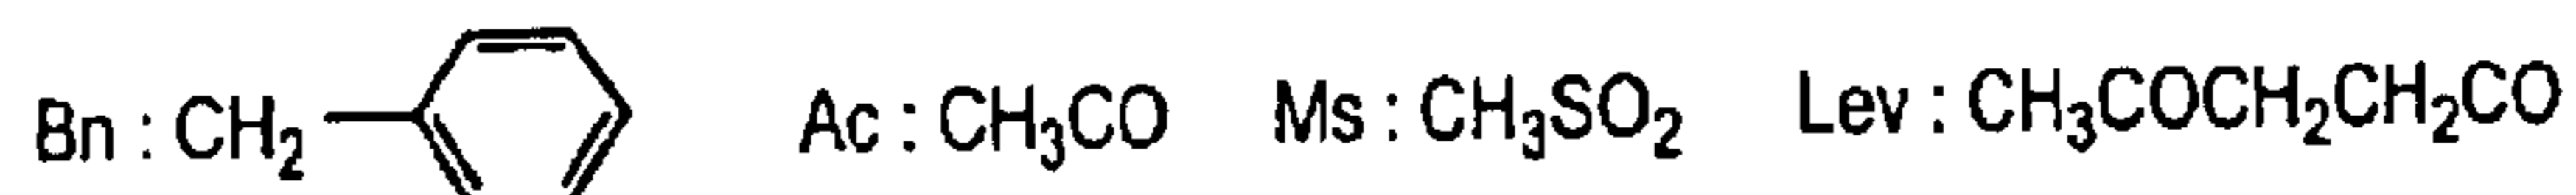 Bn : CH₂ Ac : CH₃CO Ms : CH₃SO₂ Lev : CH₃COCH₂CH₂CO